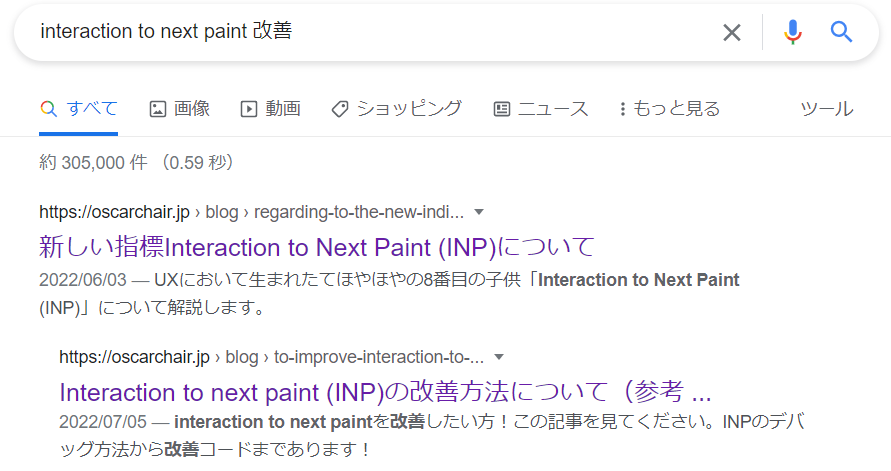 interaction to next paint 改善
すべて 画像 動画 ショッピング ニュース もっと見る ツール
約 305,000 件 （0.59 秒）
https://oscarchair.jp › blog › regarding-to-the-new-indi...
新しい指標Interaction to Next Paint (INP)について
2022/06/03 — UXにおいて生まれたてほやほやの8番目の子供「Interaction to Next Paint
(INP)」について解説します。
https://oscarchair.jp › blog › to-improve-interaction-to-...
Interaction to next paint (INP)の改善方法について（参考 ...
2022/07/05 — interaction to next paintを改善したい方！この記事を見てください。INPのデバ
ッグ方法から改善コードまであります！